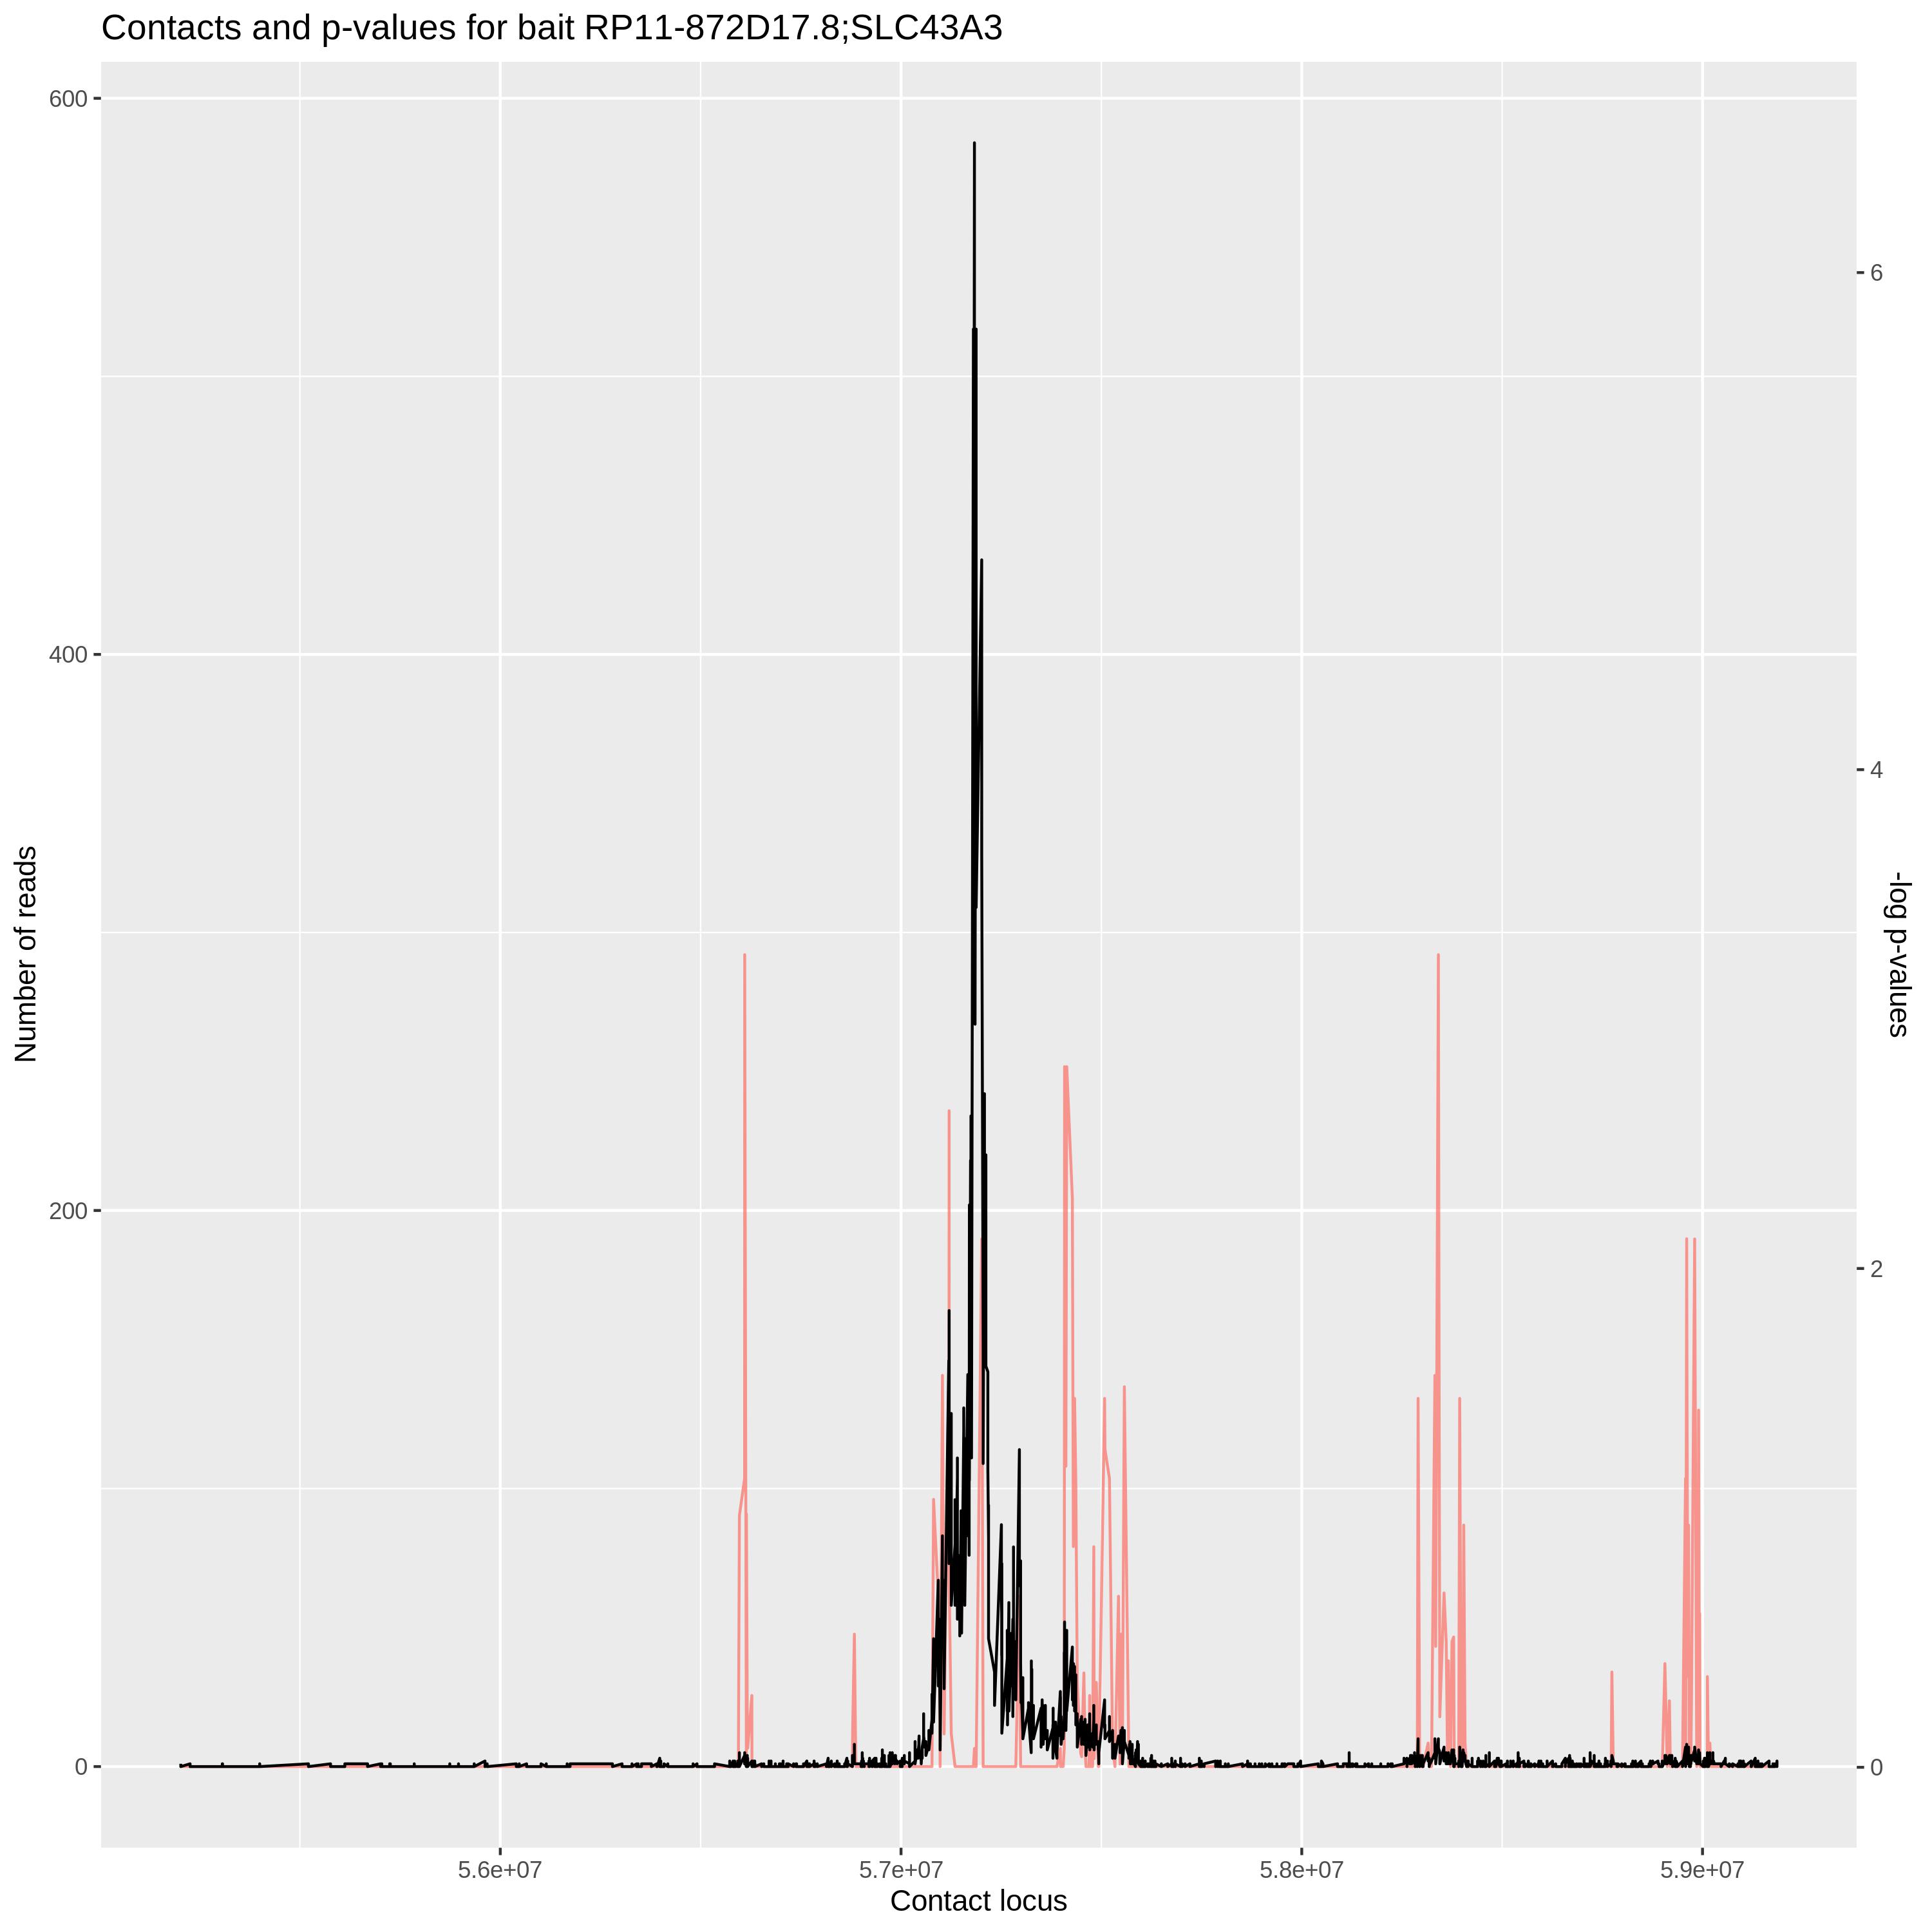 Contacts and p-values for bait RP11-872D17.8;SLC43A3
600
400
200
0
Number of reads
6
4
2
0
-log p-values
5.6e+07 5.7e+07 5.8e+07 5.9e+07
Contact locus